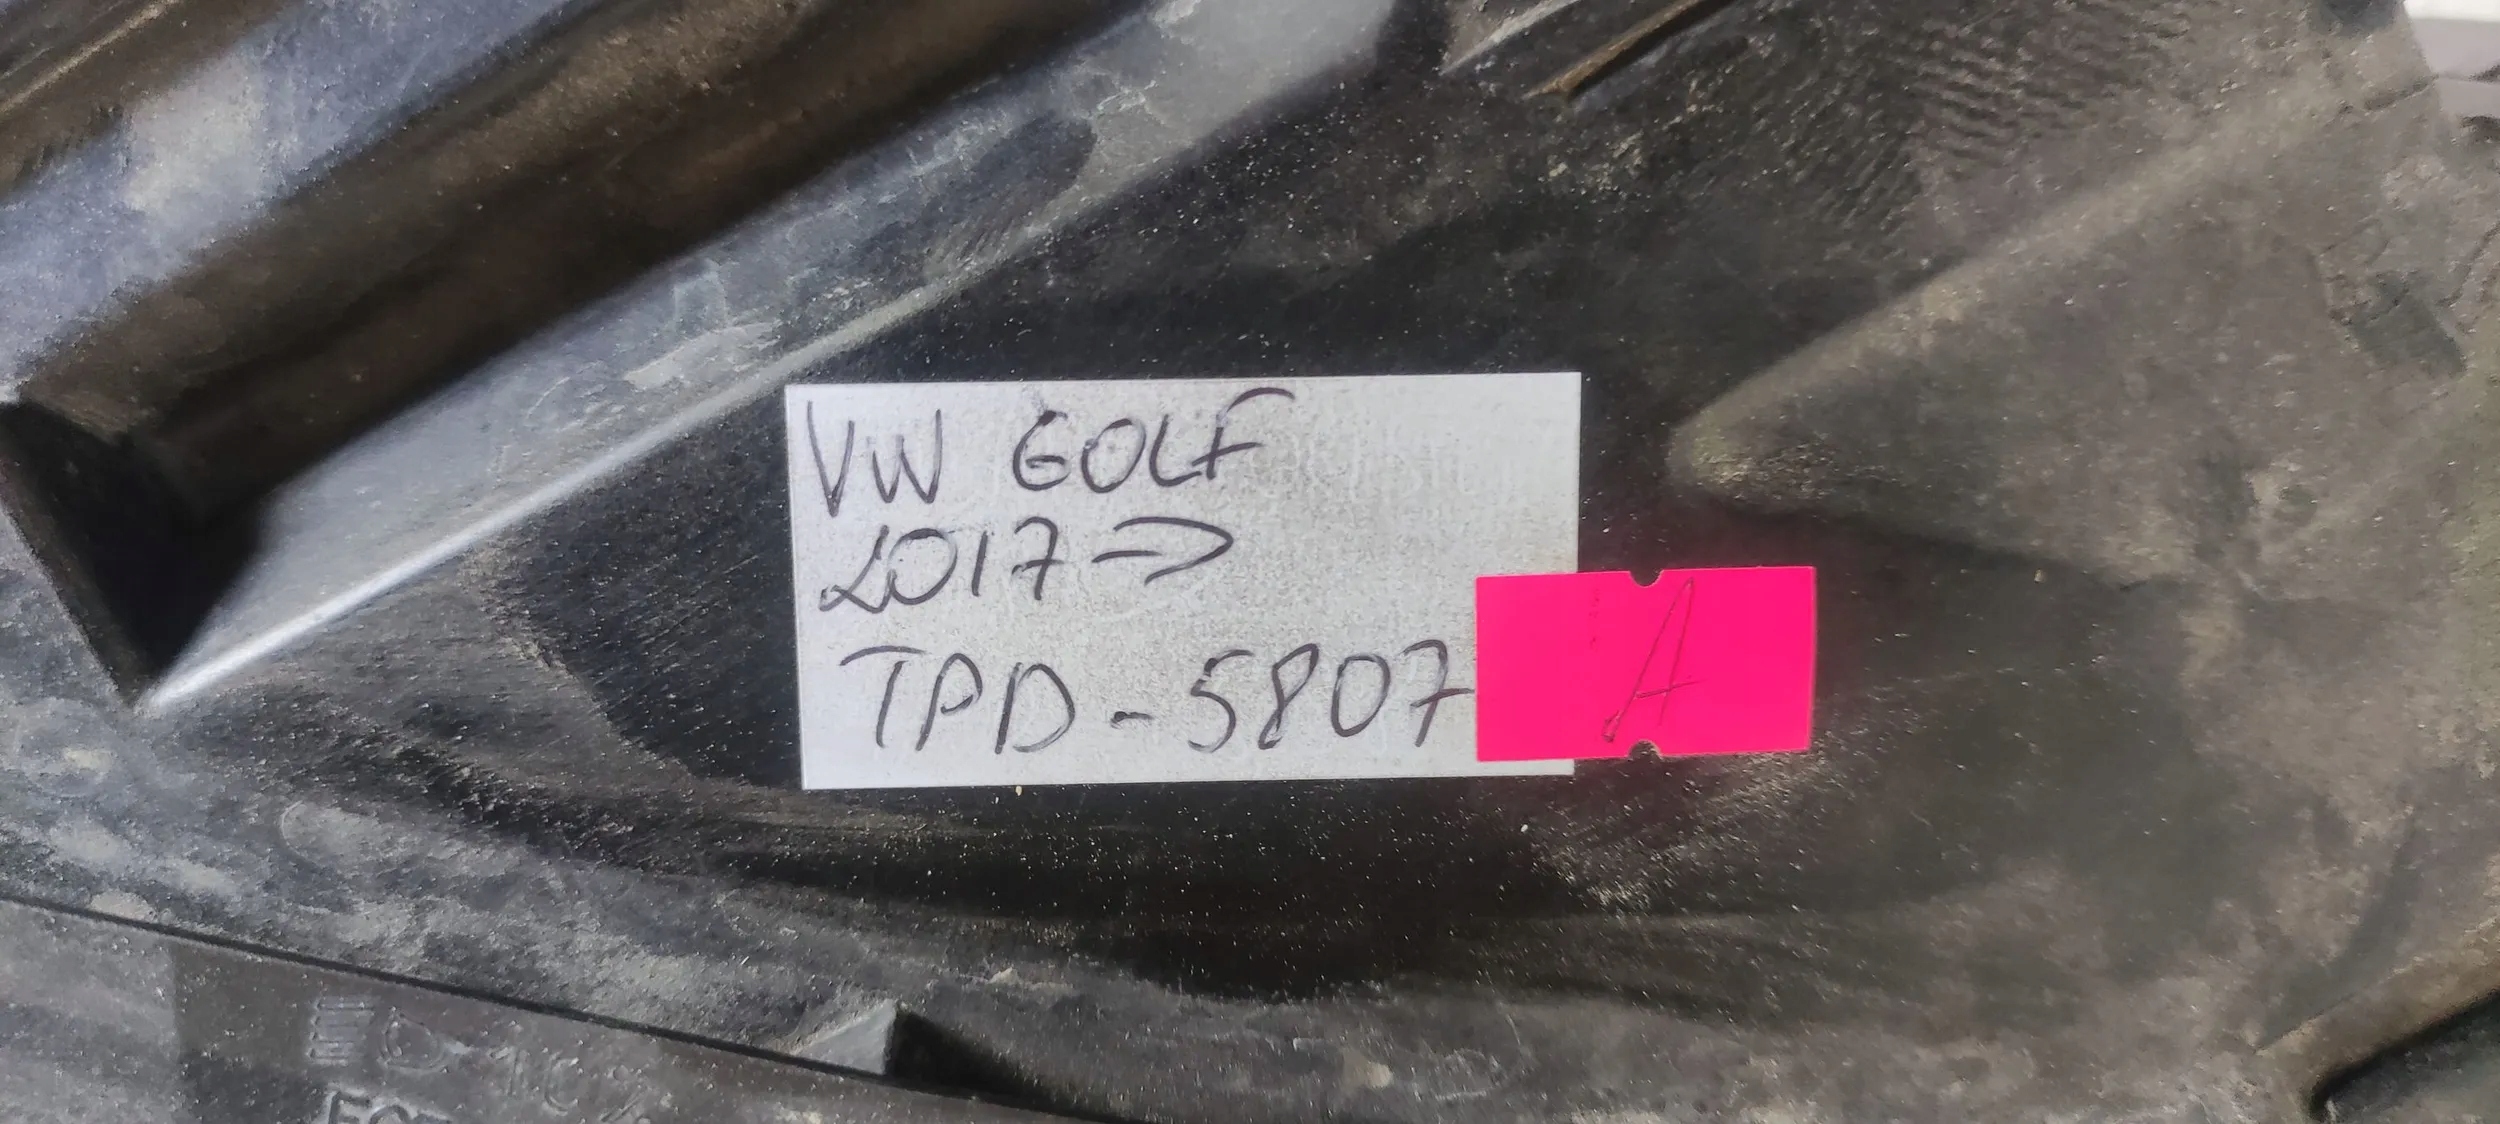 VW GOLF
2017→
TPD-5807
A